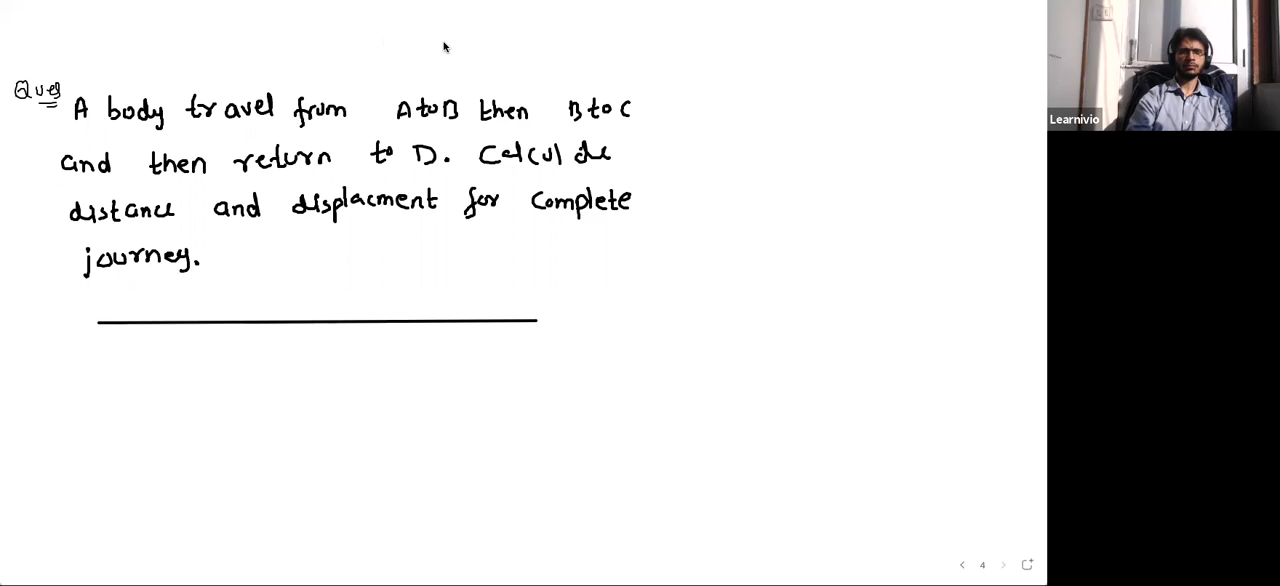 Ques A body travel from A to B then B to C
and then return to D. Calculate
distance and displacment for complete
journey.
Learnivio
4